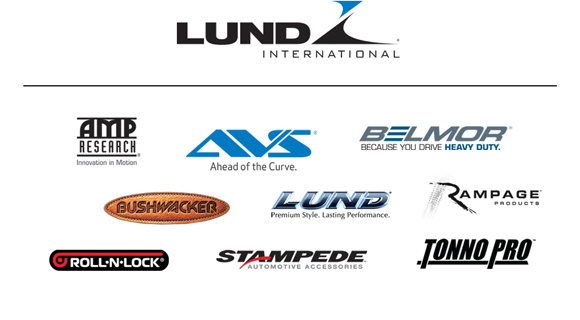 LUND
INTERNATIONAL
AMP
RESEARCH
Innovation in Motion
AVS
Ahead of the Curve.
BELMOR
BECAUSE YOU DRIVE HEAVY DUTY.
BUSHWACKER
LUND
Premium Style. Lasting Performance.
RAMPAGE
PRODUCTS
ROLL·N·LOCK
STAMPEDE
AUTOMOTIVE ACCESSORIES
TONNO PRO